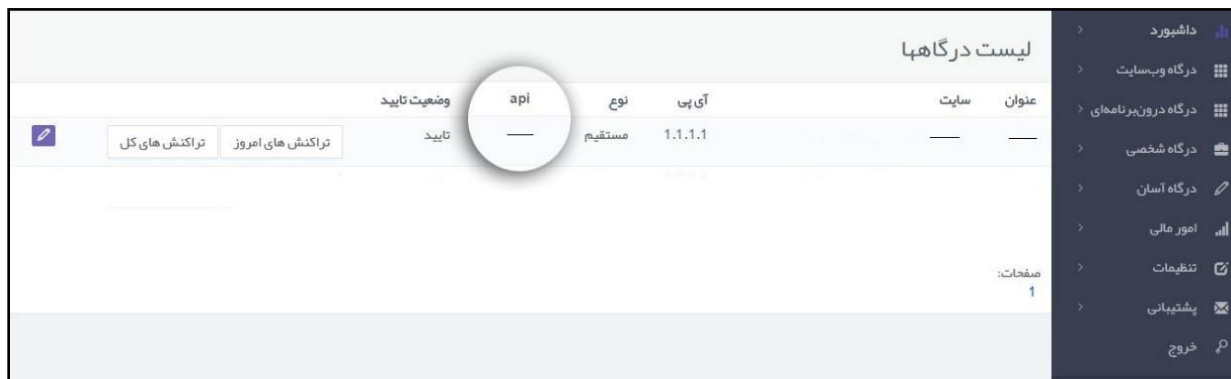 داشبورد
درگاه وب‌سایت
درگاه درون‌برنامه‌ای
درگاه شخصی
درگاه آسان
امور مالی
تنظیمات
پشتیبانی
خروج
لیست درگاهها
عنوان سایت آی پی نوع api وضعیت تایید
1.1.1.1 مستقیم تایید تراکنش های امروز تراکنش های کل
صفحات:
1